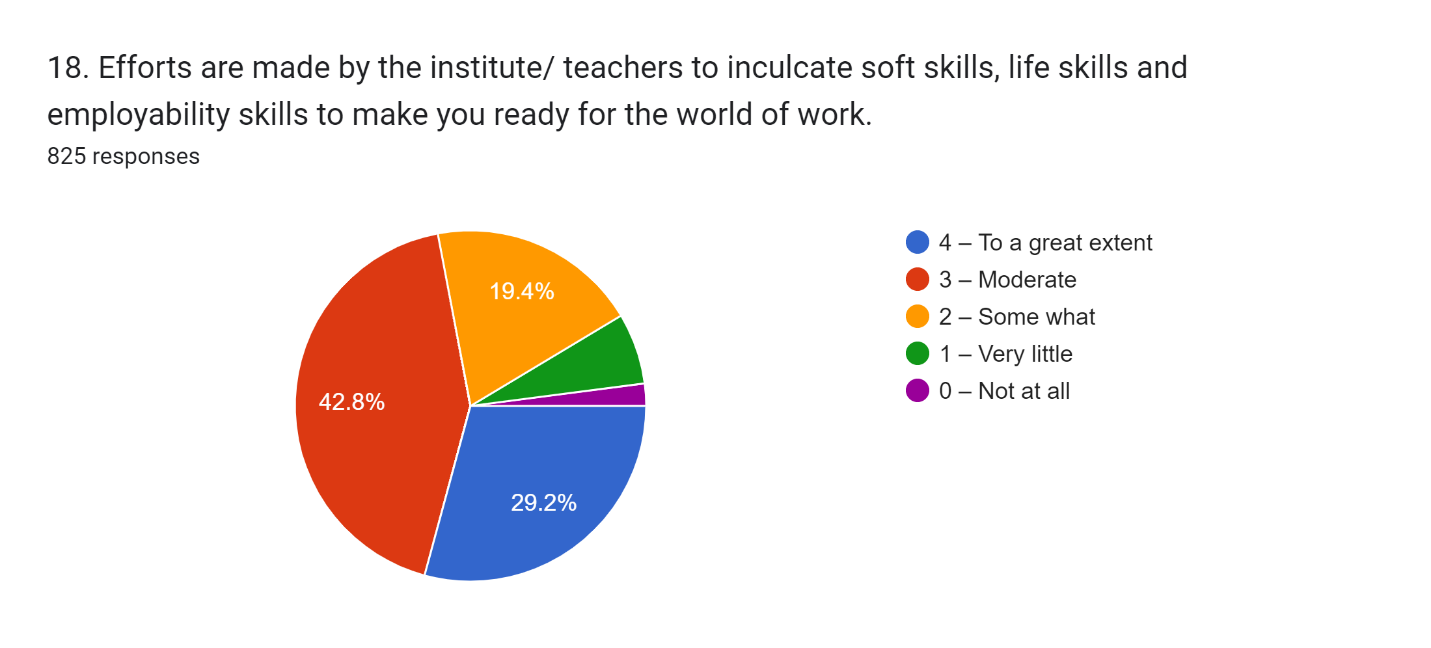 18. Efforts are made by the institute/ teachers to inculcate soft skills, life skills and
employability skills to make you ready for the world of work.
825 responses
19.4%
42.8%
29.2%
4 – To a great extent
3 – Moderate
2 – Some what
1 – Very little
0 – Not at all